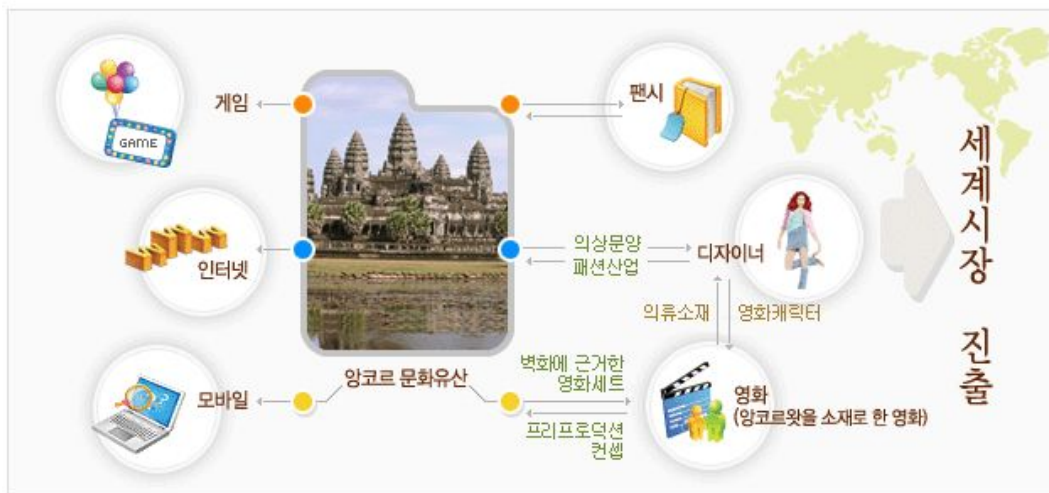 게임
GAME
팬시
인터넷
WWW
의상문양
패션산업
디자이너
의류소재
영화캐릭터
모바일
앙코르 문화유산
벽화에 근거한
영화세트
프리프로덕션
컨셉
영화
(앙코르왓을 소재로 한 영화)
세계시장 진출